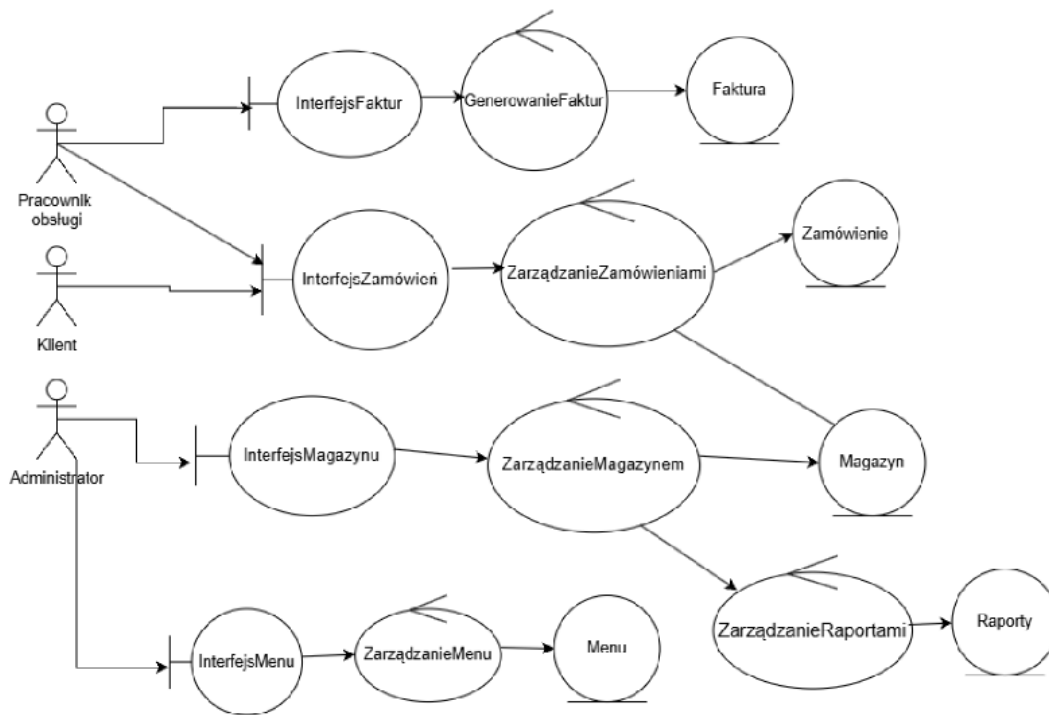 InterfejsFaktur
GenerowanieFaktur
Faktura
Pracownik
obsługi
InterfejsZamówień
ZarządzanieZamówieniami
Zamówienie
Klient
Administrator
InterfejsMagazynu
ZarządzanieMagazynem
Magazyn
InterfejsMenu
ZarządzanieMenu
Menu
ZarządzanieRaportami
Raporty